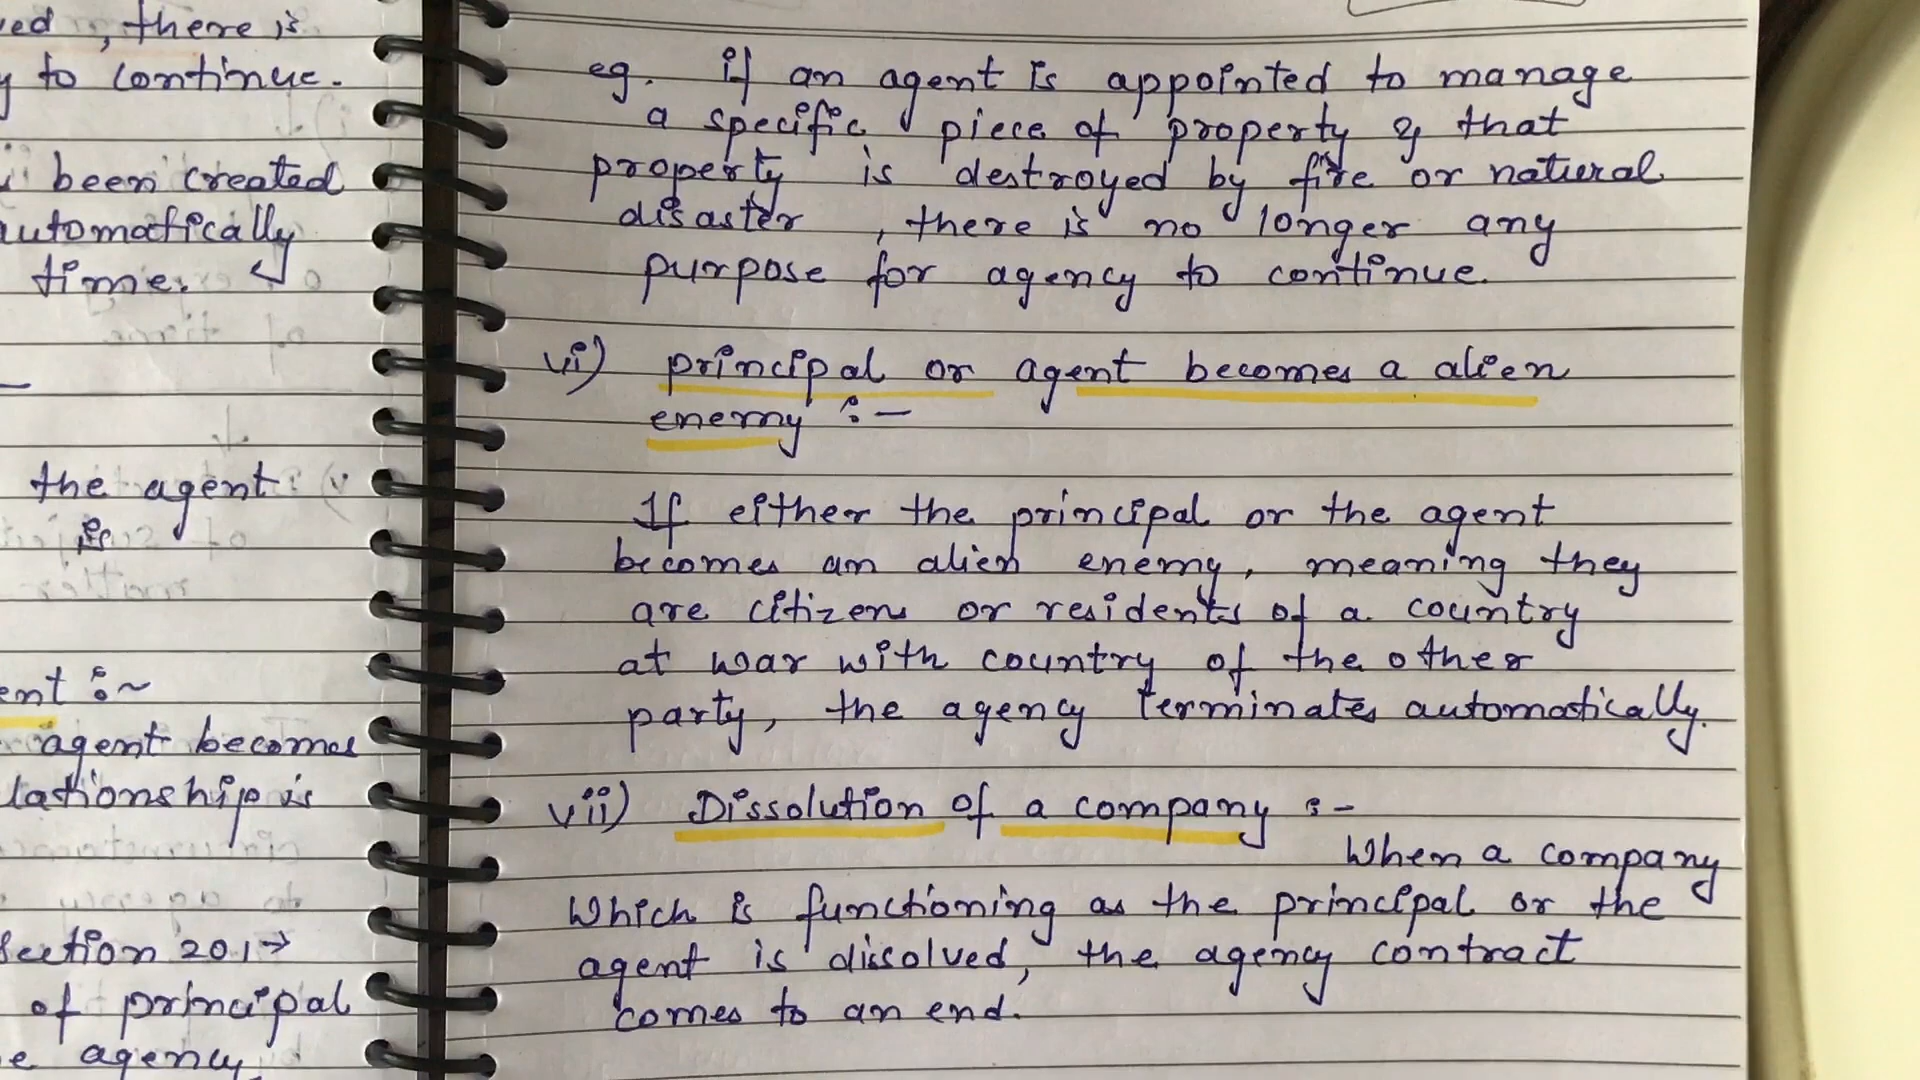 ed, there is
y to continue.
been created
automatically
time.
the agent
is
ent :~
agent becomes
lationship is
Section 201→
of principal
e agency.
eg. if an agent is appointed to manage
a specific piece of property & that
property is destroyed by fire or natural
disaster, there is no longer any
purpose for agency to continue.
vi) principal or agent becomes a alien
enemy :-
If either the principal or the agent
becomes an alien enemy, meaning they
are citizens or residents of a country
at war with country of the other
party, the agency terminates automatically.
vii) Dissolution of a company :-
When a company
which is functioning as the principal or the
agent is dissolved, the agency contract
comes to an end.